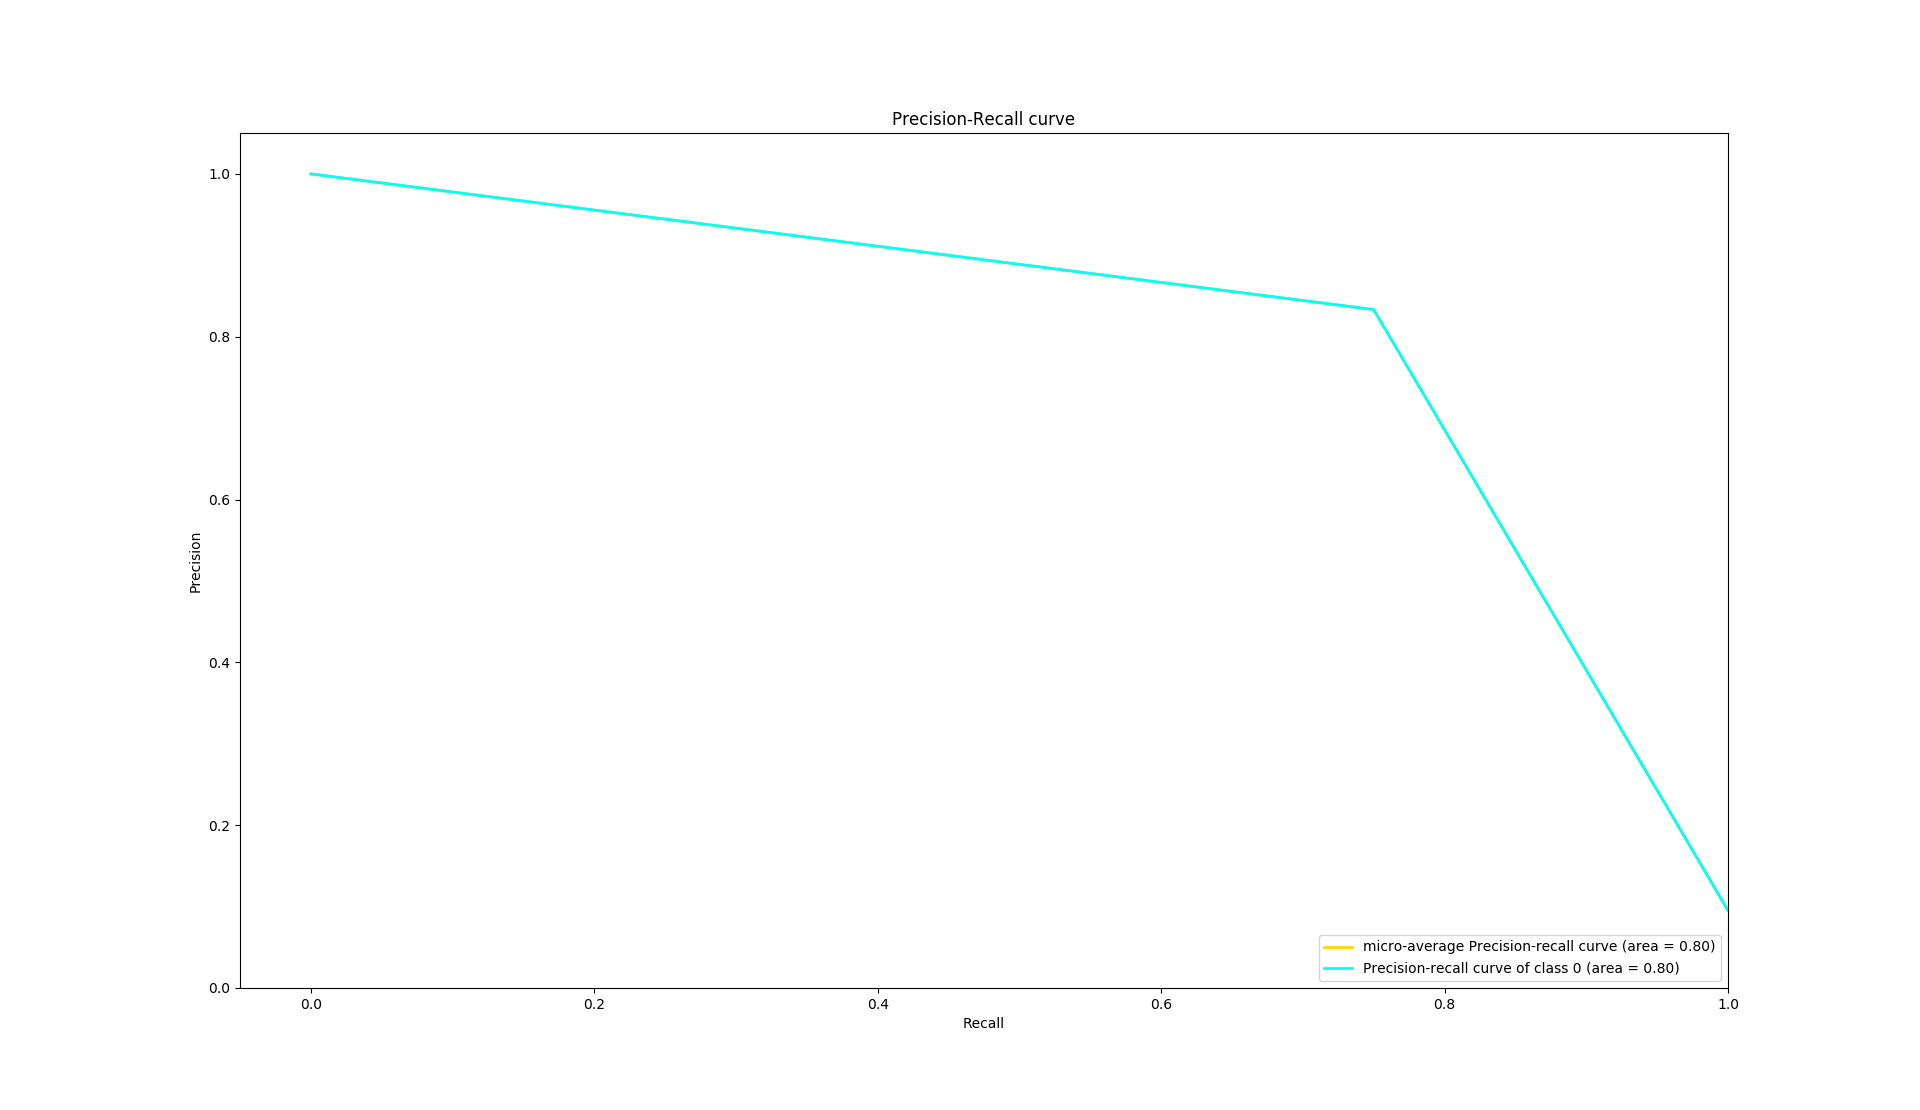 Precision-Recall curve
1.0
0.8
0.6
0.4
0.2
0.0
Precision
0.0 0.2 0.4 0.6 0.8 1.0
Recall
micro-average Precision-recall curve (area = 0.80)
Precision-recall curve of class 0 (area = 0.80)